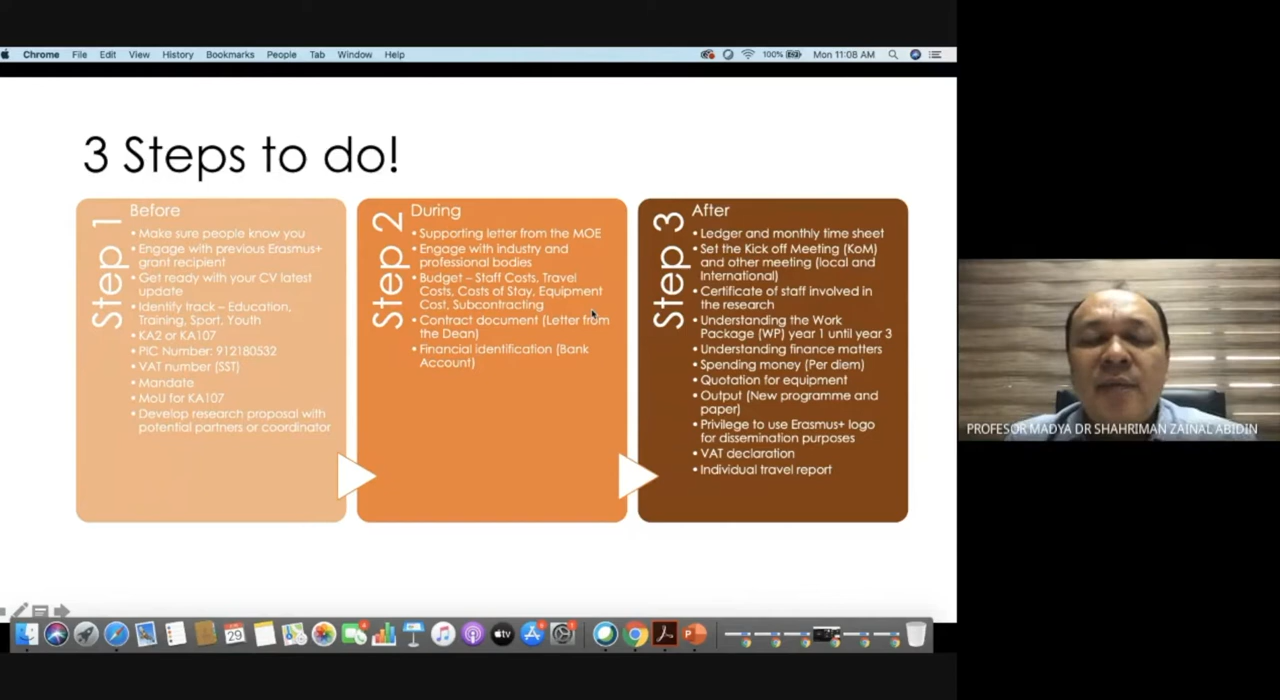 Chrome File Edit View History Bookmarks People Tab Window Help
100% Mon 11:08 AM
3 Steps to do!
Step 1
Before
• Make sure people know you
• Engage with previous Erasmus+
grant recipient
• Get ready with your CV latest
update
• Identify track – Education,
Training, Sport, Youth
• KA2 or KA107
• PIC Number: 912180532
• VAT number (SST)
• Mandate
• MoU for KA107
• Develop research proposal with
potential partners or coordinator
Step 2
During
• Supporting letter from the MOE
• Engage with industry and
professional bodies
• Budget – Staff Costs, Travel
Costs, Costs of Stay, Equipment
Cost, Subcontracting
• Contract document (Letter from
the Dean)
• Financial identification (Bank
Account)
Step 3
After
• Ledger and monthly time sheet
• Set the Kick off Meeting (KoM)
and other meeting (local and
International)
• Certificate of staff involved in
the research
• Understanding the Work
Package (WP) year 1 until year 3
• Understanding finance matters
• Spending money (Per diem)
• Quotation for equipment
• Output (New programme and
paper)
• Privilege to use Erasmus+ logo
for dissemination purposes
• VAT declaration
• Individual travel report
PROFESOR MADYA DR SHAHRIMAN ZAINAL ABIDIN
29
tv